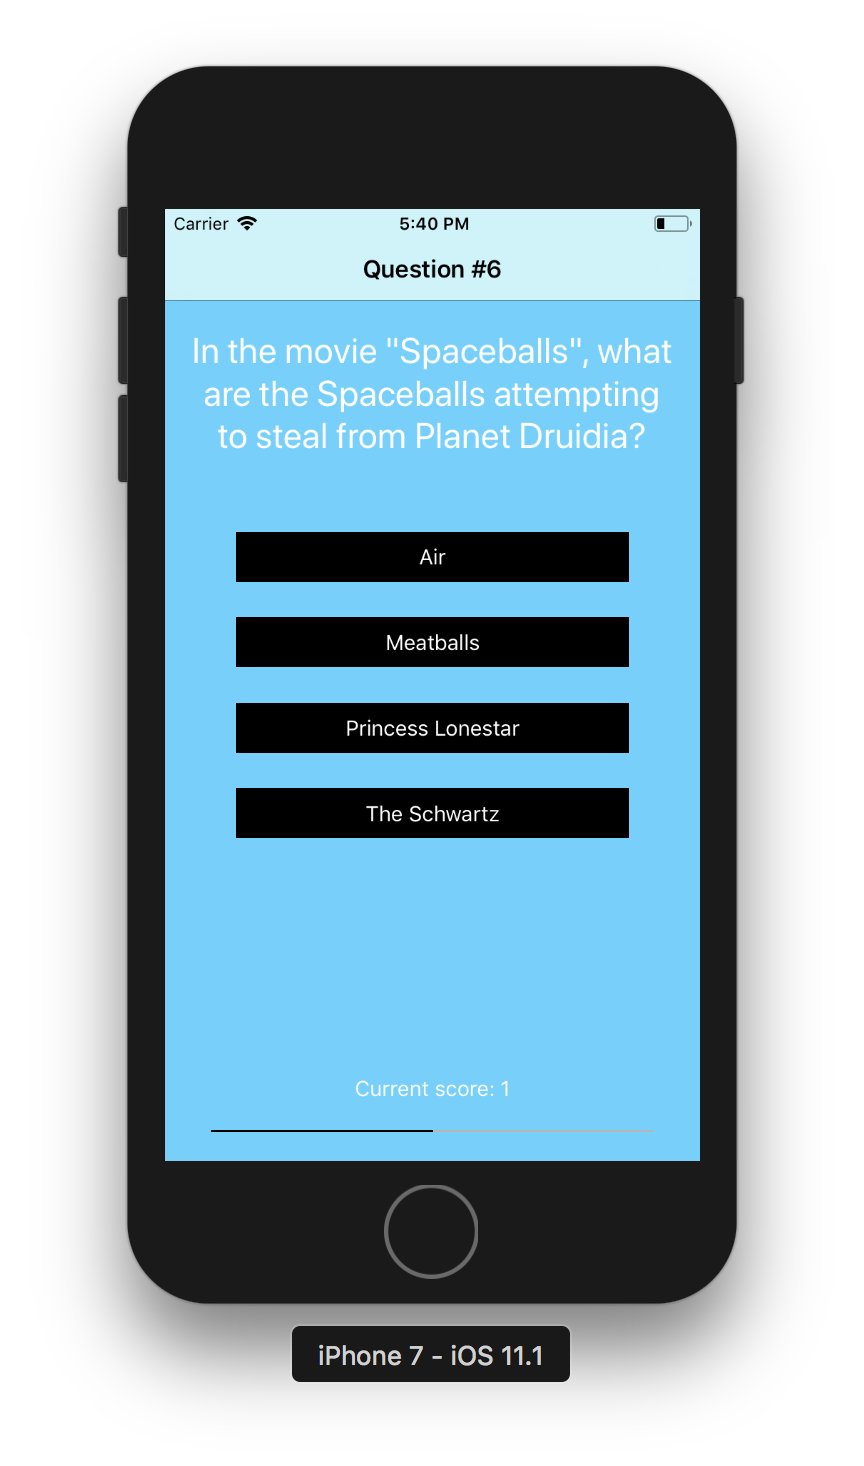 Carrier 5:40 PM
Question #6
In the movie "Spaceballs", what
are the Spaceballs attempting
to steal from Planet Druidia?
Air
Meatballs
Princess Lonestar
The Schwartz
Current score: 1
iPhone 7 - iOS 11.1